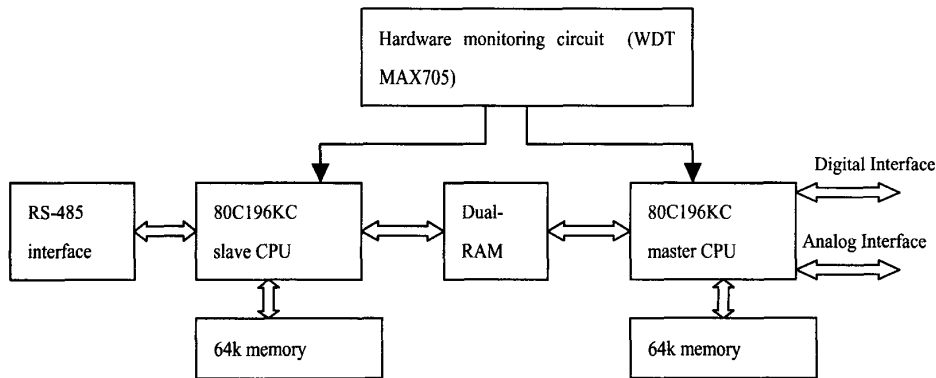 Hardware monitoring circuit (WDT
MAX705)
Digital Interface
RS-485
interface
80C196KC
slave CPU
Dual-
RAM
80C196KC
master CPU
Analog Interface
64k memory
64k memory